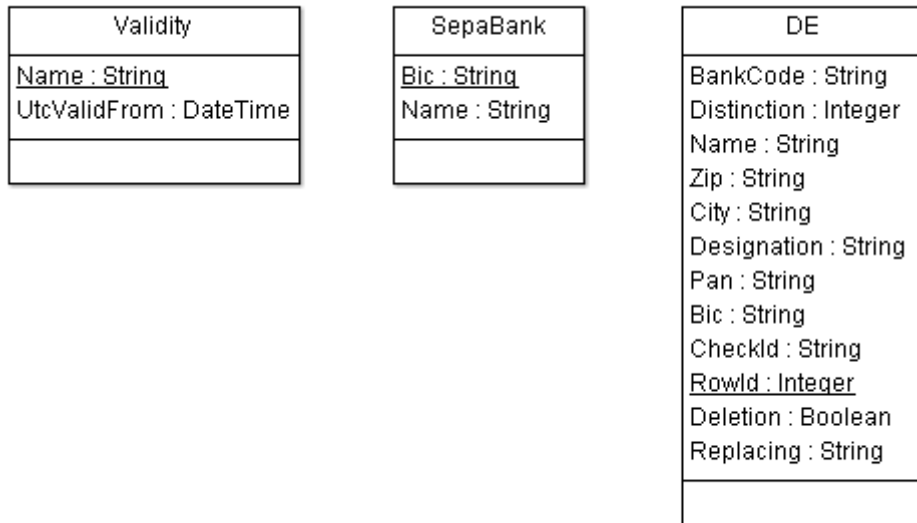 Validity
Name : String
UtcValidFrom : DateTime
SepaBank
Bic : String
Name : String
DE
BankCode : String
Distinction : Integer
Name : String
Zip : String
City : String
Designation : String
Pan : String
Bic : String
CheckId : String
RowId : Integer
Deletion : Boolean
Replacing : String